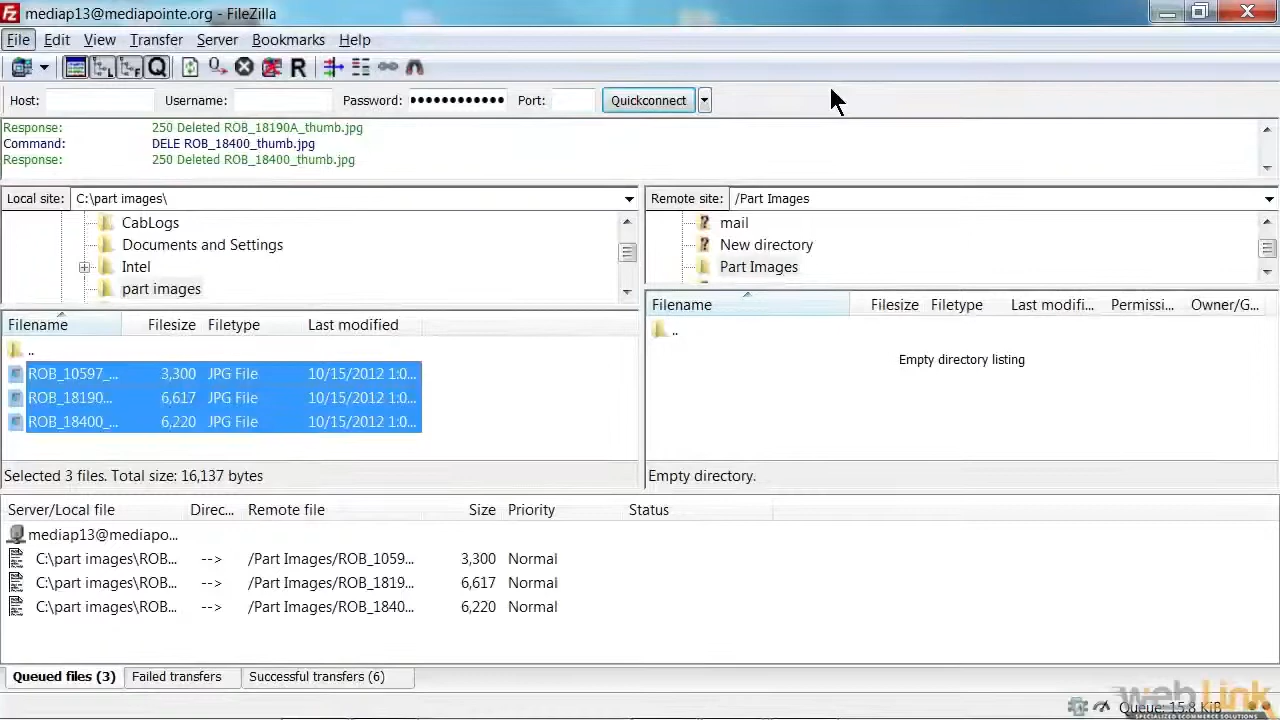 mediap13@mediapointe.org - FileZilla
File Edit View Transfer Server Bookmarks Help
Host: Username: Password: ●●●●●●●●●●●● Port: Quickconnect
Response: 250 Deleted ROB_18190A_thumb.jpg
Command: DELE ROB_18400_thumb.jpg
Response: 250 Deleted ROB_18400_thumb.jpg
Local site: C:\part images\
CabLogs
Documents and Settings
Intel
part images
Filename Filesize Filetype Last modified
..
ROB_10597_... 3,300 JPG File 10/15/2012 1:0...
ROB_18190... 6,617 JPG File 10/15/2012 1:0...
ROB_18400_... 6,220 JPG File 10/15/2012 1:0...
Selected 3 files. Total size: 16,137 bytes
Remote site: /Part Images
mail
New directory
Part Images
Filename Filesize Filetype Last modifi... Permissi... Owner/G...
..
Empty directory listing
Empty directory.
Server/Local file Direc... Remote file Size Priority Status
mediap13@mediapo...
C:\part images\ROB... --> /Part Images/ROB_1059... 3,300 Normal
C:\part images\ROB... --> /Part Images/ROB_1819... 6,617 Normal
C:\part images\ROB... --> /Part Images/ROB_1840... 6,220 Normal
Queued files (3) Failed transfers Successful transfers (6)
Queue: 15.8 KiB
web Link
SPECIALIZED ECOMMERCE SOLUTIONS